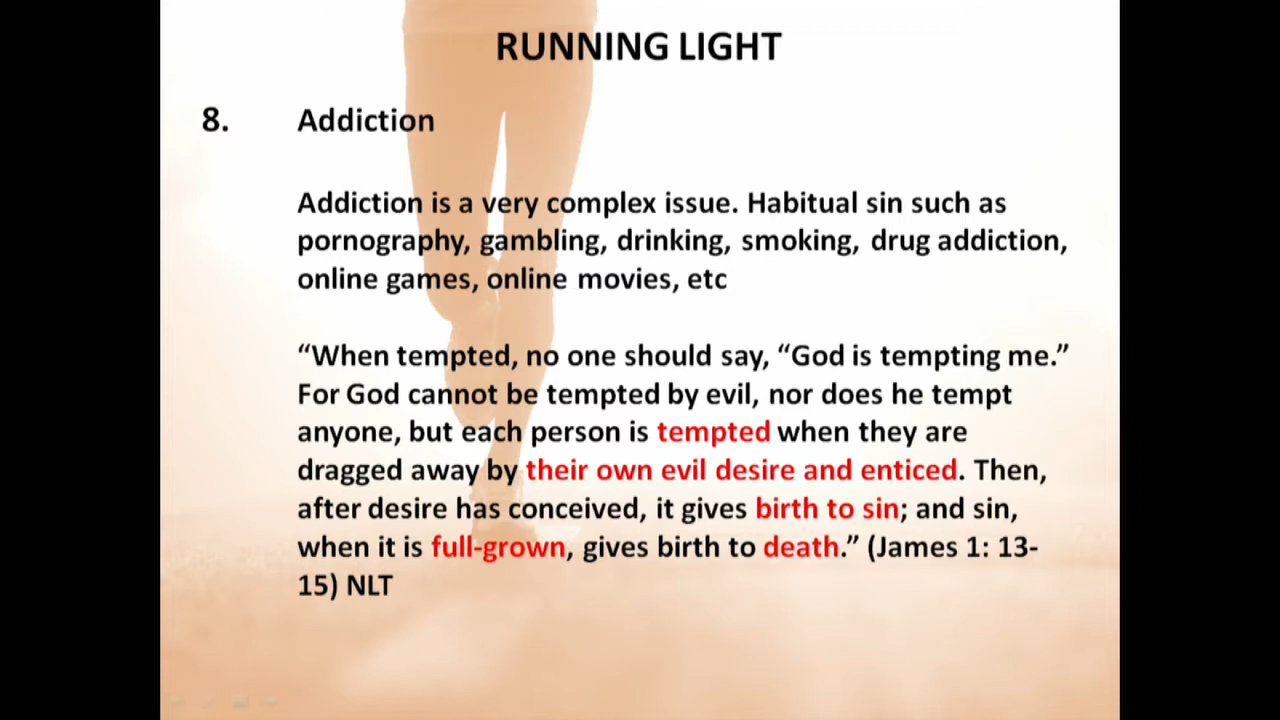 RUNNING LIGHT
8. Addiction
Addiction is a very complex issue. Habitual sin such as
pornography, gambling, drinking, smoking, drug addiction,
online games, online movies, etc
“When tempted, no one should say, “God is tempting me.”
For God cannot be tempted by evil, nor does he tempt
anyone, but each person is tempted when they are
dragged away by their own evil desire and enticed. Then,
after desire has conceived, it gives birth to sin; and sin,
when it is full-grown, gives birth to death.” (James 1: 13-
15) NLT